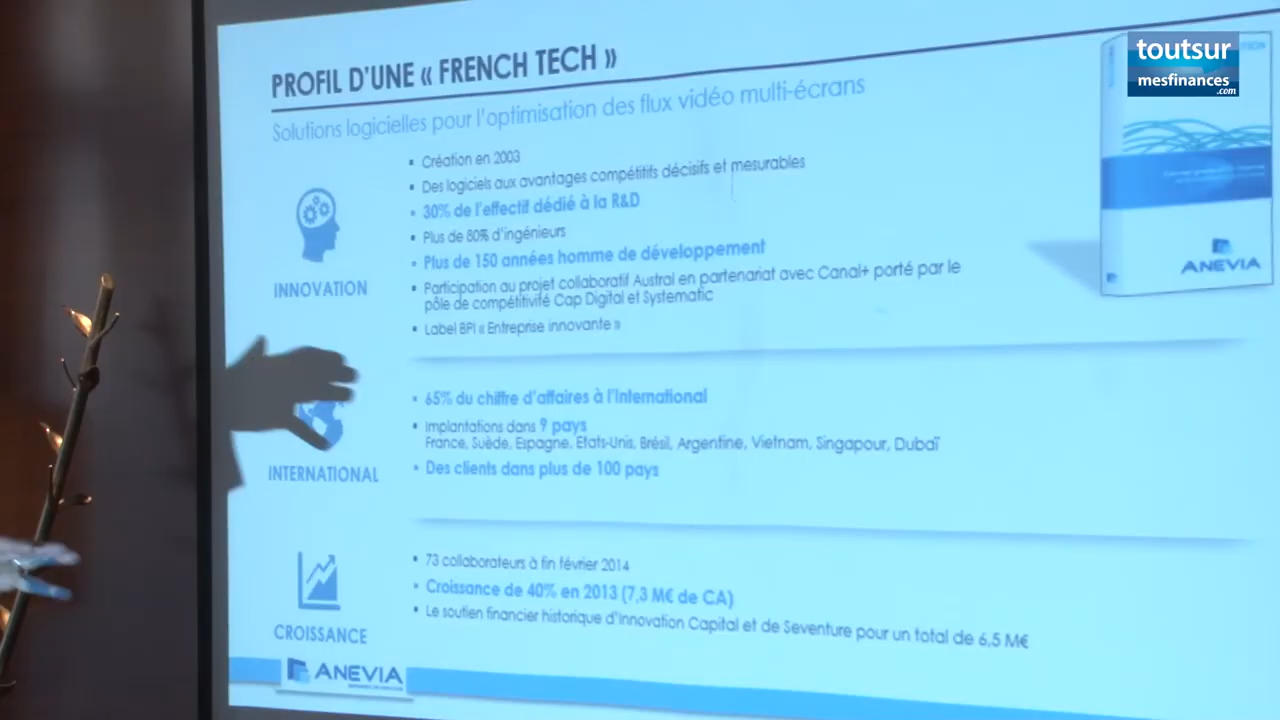 toutsur
mesfinances
.com
PROFIL D'UNE « FRENCH TECH »
Solutions logicielles pour l'optimisation des flux vidéo multi-écrans
▪ Création en 2003
▪ Des logiciels aux avantages compétitifs décisifs et mesurables
▪ 30% de l'effectif dédié à la R&D
▪ Plus de 80% d'ingénieurs
▪ Plus de 150 années homme de développement
▪ Participation au projet collaboratif Austral en partenariat avec Canal+ porté par le
pôle de compétitivité Cap Digital et Systematic
▪ Label BPI « Entreprise innovante »
INNOVATION
ANEVIA
▪ 65% du chiffre d'affaires à l'International
▪ Implantations dans 9 pays
France, Suède, Espagne, Etats-Unis, Brésil, Argentine, Vietnam, Singapour, Dubaï
▪ Des clients dans plus de 100 pays
INTERNATIONAL
▪ 73 collaborateurs à fin février 2014
▪ Croissance de 40% en 2013 (7,3 M€ de CA)
▪ Le soutien financier historique d'Innovation Capital et de Seventure pour un total de 6,5 M€
CROISSANCE
ANEVIA